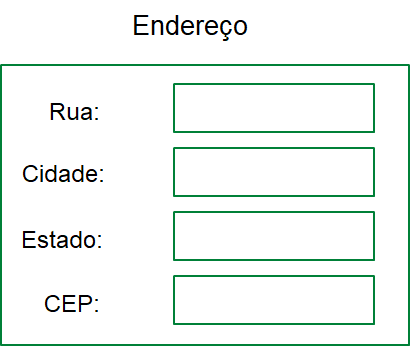 Endereço
Rua:
Cidade:
Estado:
CEP: